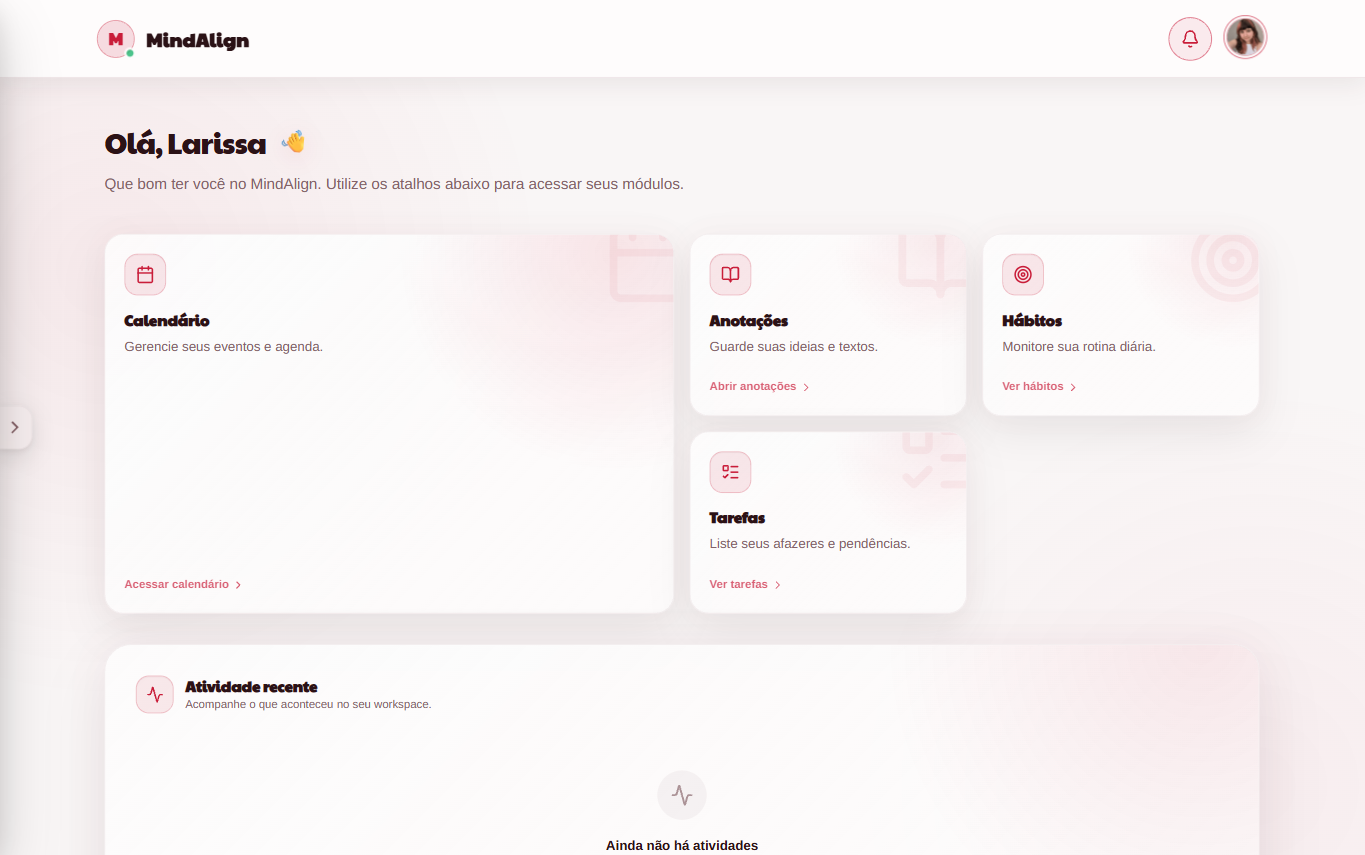 M
MindAlign
Olá, Larissa
Que bom ter você no MindAlign. Utilize os atalhos abaixo para acessar seus módulos.
Calendário
Gerencie seus eventos e agenda.
Acessar calendário
Anotações
Guarde suas ideias e textos.
Abrir anotações
Hábitos
Monitore sua rotina diária.
Ver hábitos
Tarefas
Liste seus afazeres e pendências.
Ver tarefas
Atividade recente
Acompanhe o que aconteceu no seu workspace.
Ainda não há atividades